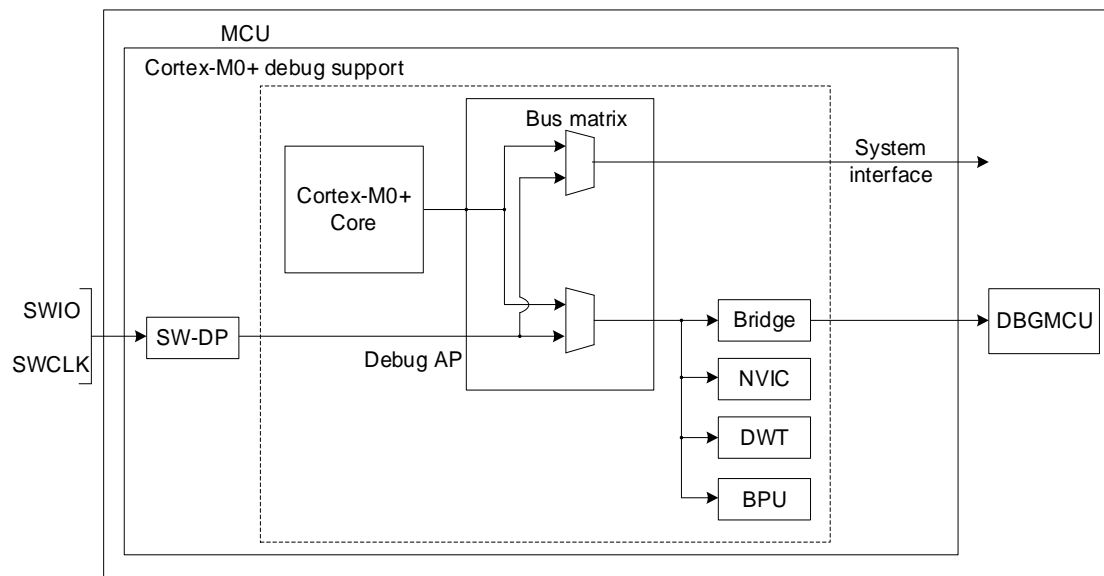 MCU
Cortex-M0+ debug support
Bus matrix
Cortex-M0+
Core
System
interface
SWIO
SWCLK
SW-DP
Debug AP
Bridge
NVIC
DWT
BPU
DBGMCU